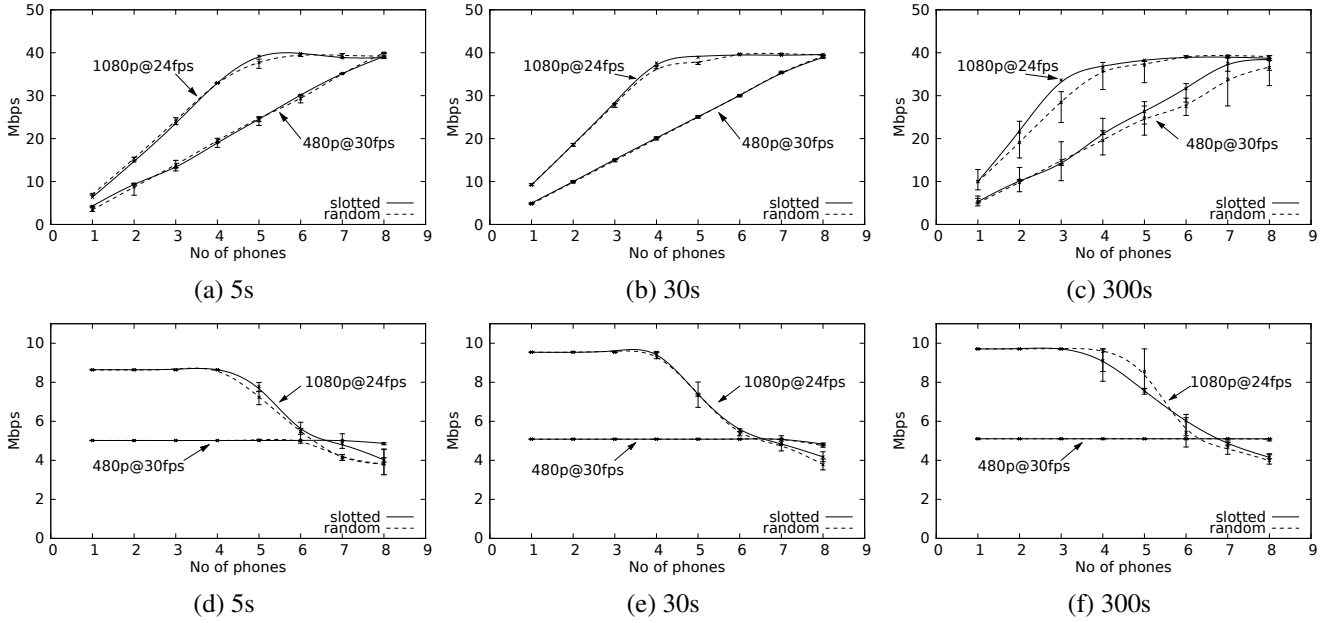 50
40
30
20
10
0
Mbps
1080p@24fps
480p@30fps
slotted
random
0 1 2 3 4 5 6 7 8 9
No of phones
(a) 5s
50
40
30
20
10
0
Mbps
1080p@24fps
480p@30fps
slotted
random
0 1 2 3 4 5 6 7 8 9
No of phones
(b) 30s
50
40
30
20
10
0
Mbps
1080p@24fps
480p@30fps
slotted
random
0 1 2 3 4 5 6 7 8 9
No of phones
(c) 300s
10
8
6
4
2
0
Mbps
1080p@24fps
480p@30fps
slotted
random
0 1 2 3 4 5 6 7 8 9
No of phones
(d) 5s
10
8
6
4
2
0
Mbps
1080p@24fps
480p@30fps
slotted
random
0 1 2 3 4 5 6 7 8 9
No of phones
(e) 30s
10
8
6
4
2
0
Mbps
1080p@24fps
480p@30fps
slotted
random
0 1 2 3 4 5 6 7 8 9
No of phones
(f) 300s